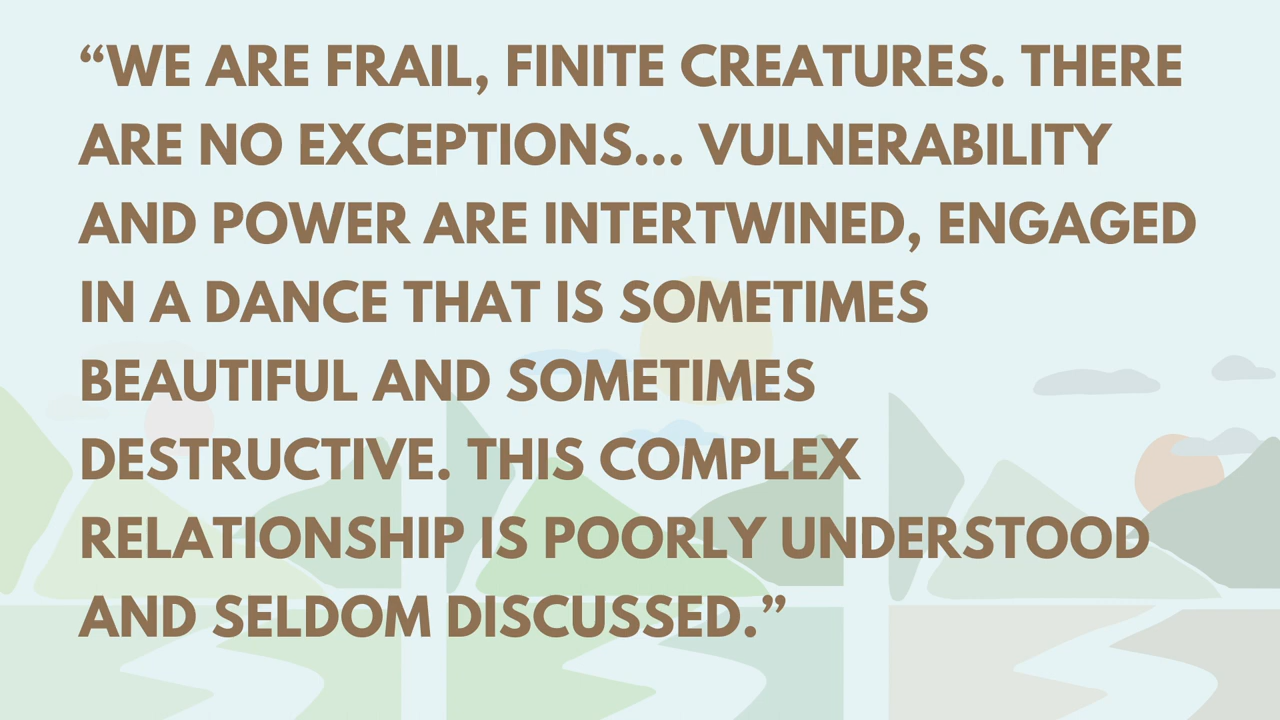 “WE ARE FRAIL, FINITE CREATURES. THERE
ARE NO EXCEPTIONS... VULNERABILITY
AND POWER ARE INTERTWINED, ENGAGED
IN A DANCE THAT IS SOMETIMES
BEAUTIFUL AND SOMETIMES
DESTRUCTIVE. THIS COMPLEX
RELATIONSHIP IS POORLY UNDERSTOOD
AND SELDOM DISCUSSED.”